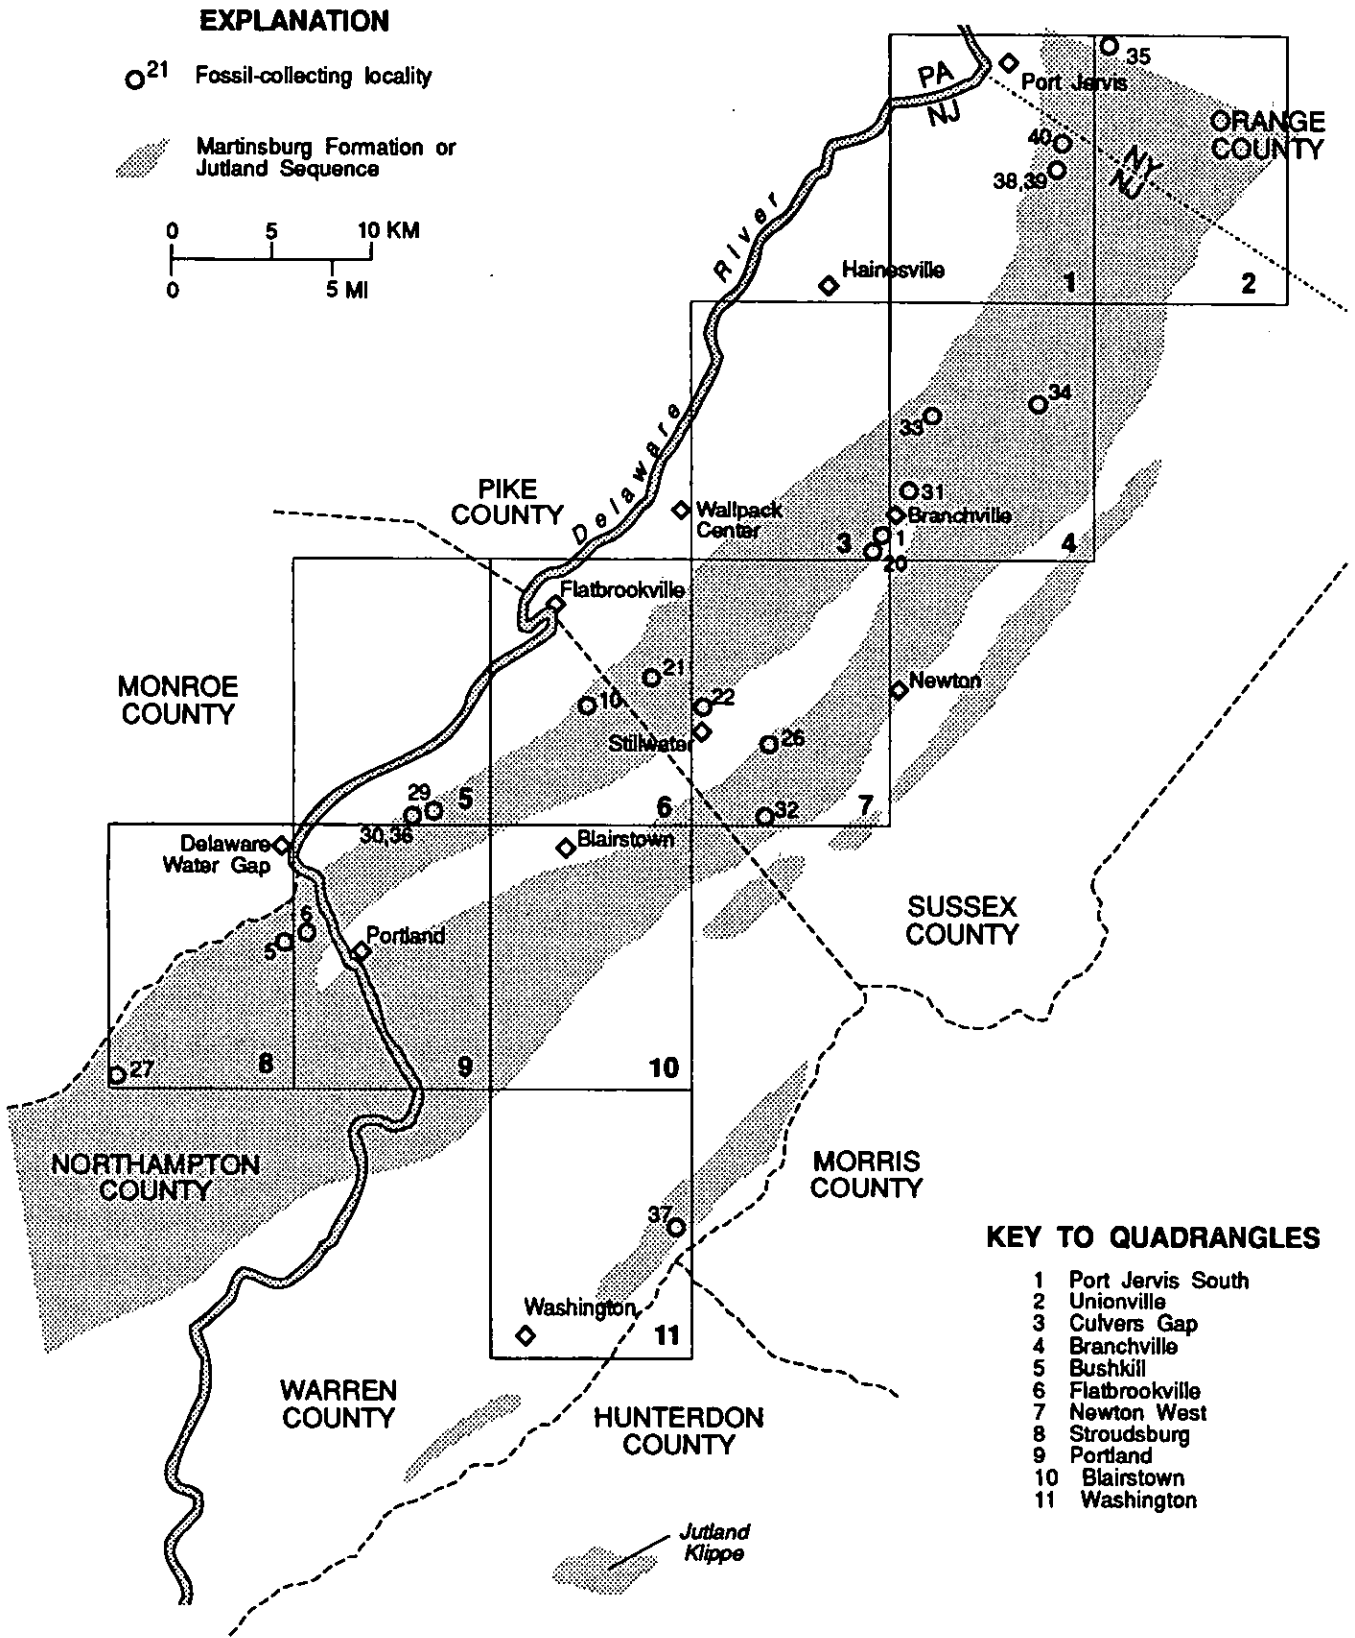 EXPLANATION
21 Fossil-collecting locality
Martinsburg Formation or
Jutland Sequence
0 5 10 KM
0 5 MI
PA
NJ
Port Jervis
35
ORANGE
COUNTY
40
38,39
NY
NJ
Delaware River
Hainesville
1
2
34
33
31
PIKE
COUNTY
Wallpack
Center
Branchville
3
1
20
4
Flatbrookville
MONROE
COUNTY
21
10
22
Newton
Stillwater
26
29
5
6
32
7
30,36
Delaware
Water Gap
Blairstown
SUSSEX
COUNTY
6
5
Portland
27
8
9
10
NORTHAMPTON
COUNTY
MORRIS
COUNTY
37
Washington
11
WARREN
COUNTY
HUNTERDON
COUNTY
Jutland
Klippe
KEY TO QUADRANGLES
1 Port Jervis South
2 Unionville
3 Culvers Gap
4 Branchville
5 Bushkill
6 Flatbrookville
7 Newton West
8 Stroudsburg
9 Portland
10 Blairstown
11 Washington